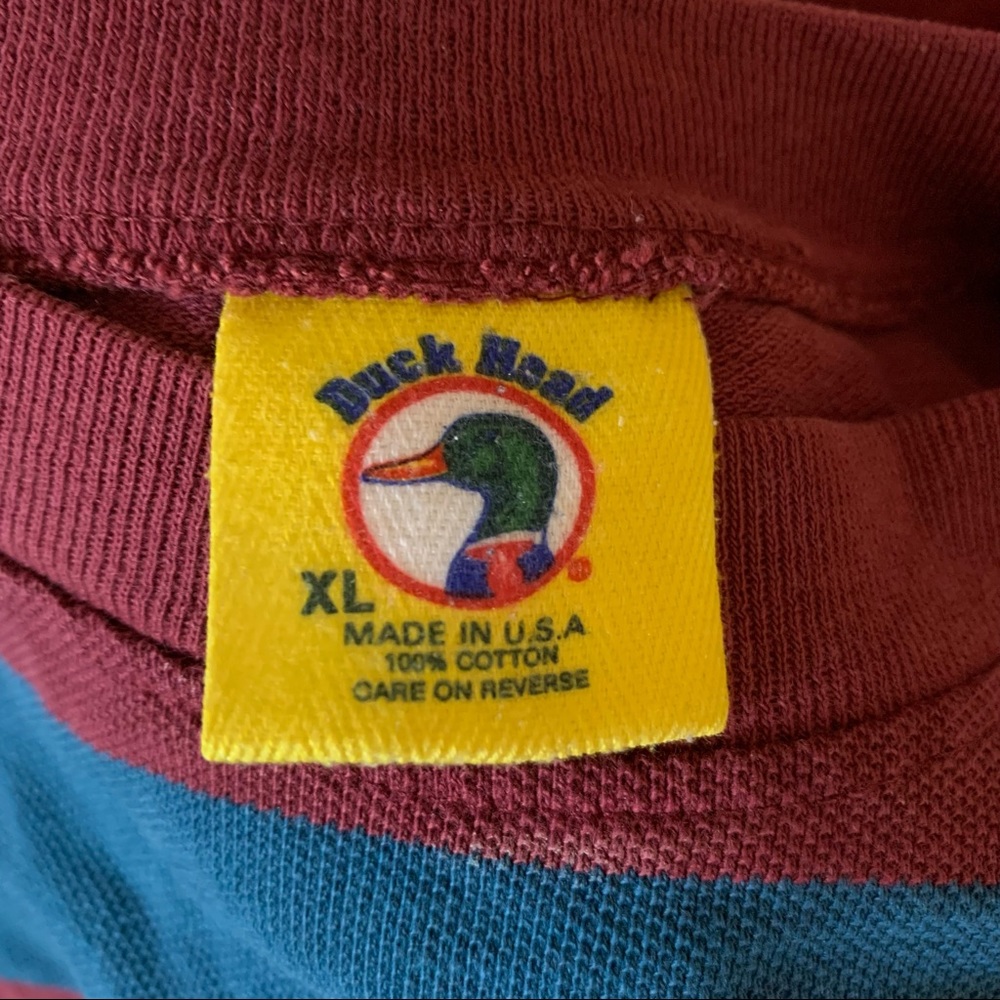 Duck Head
®
XL
MADE IN U.S.A
100% COTTON
CARE ON REVERSE